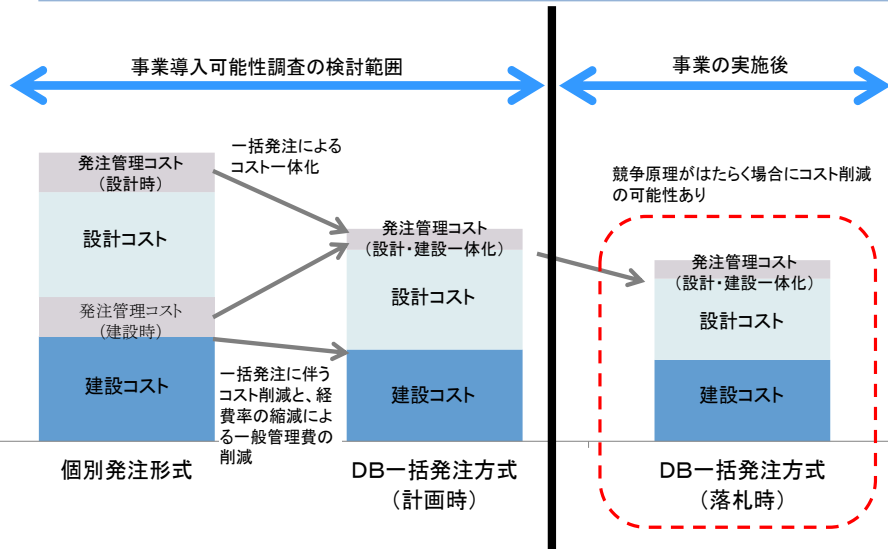 事業導入可能性調査の検討範囲
事業の実施後
一括発注による
コスト一体化
競争原理がはたらく場合にコスト削減
の可能性あり
発注管理コスト
（設計時）
設計コスト
発注管理コスト
（建設時）
建設コスト
発注管理コスト
（設計・建設一体化）
設計コスト
建設コスト
一括発注に伴う
コスト削減と、経
費率の縮減によ
る一般管理費の
削減
発注管理コスト
（設計・建設一体化）
設計コスト
建設コスト
個別発注形式
ＤＢ一括発注方式
（計画時）
ＤＢ一括発注方式
（落札時）